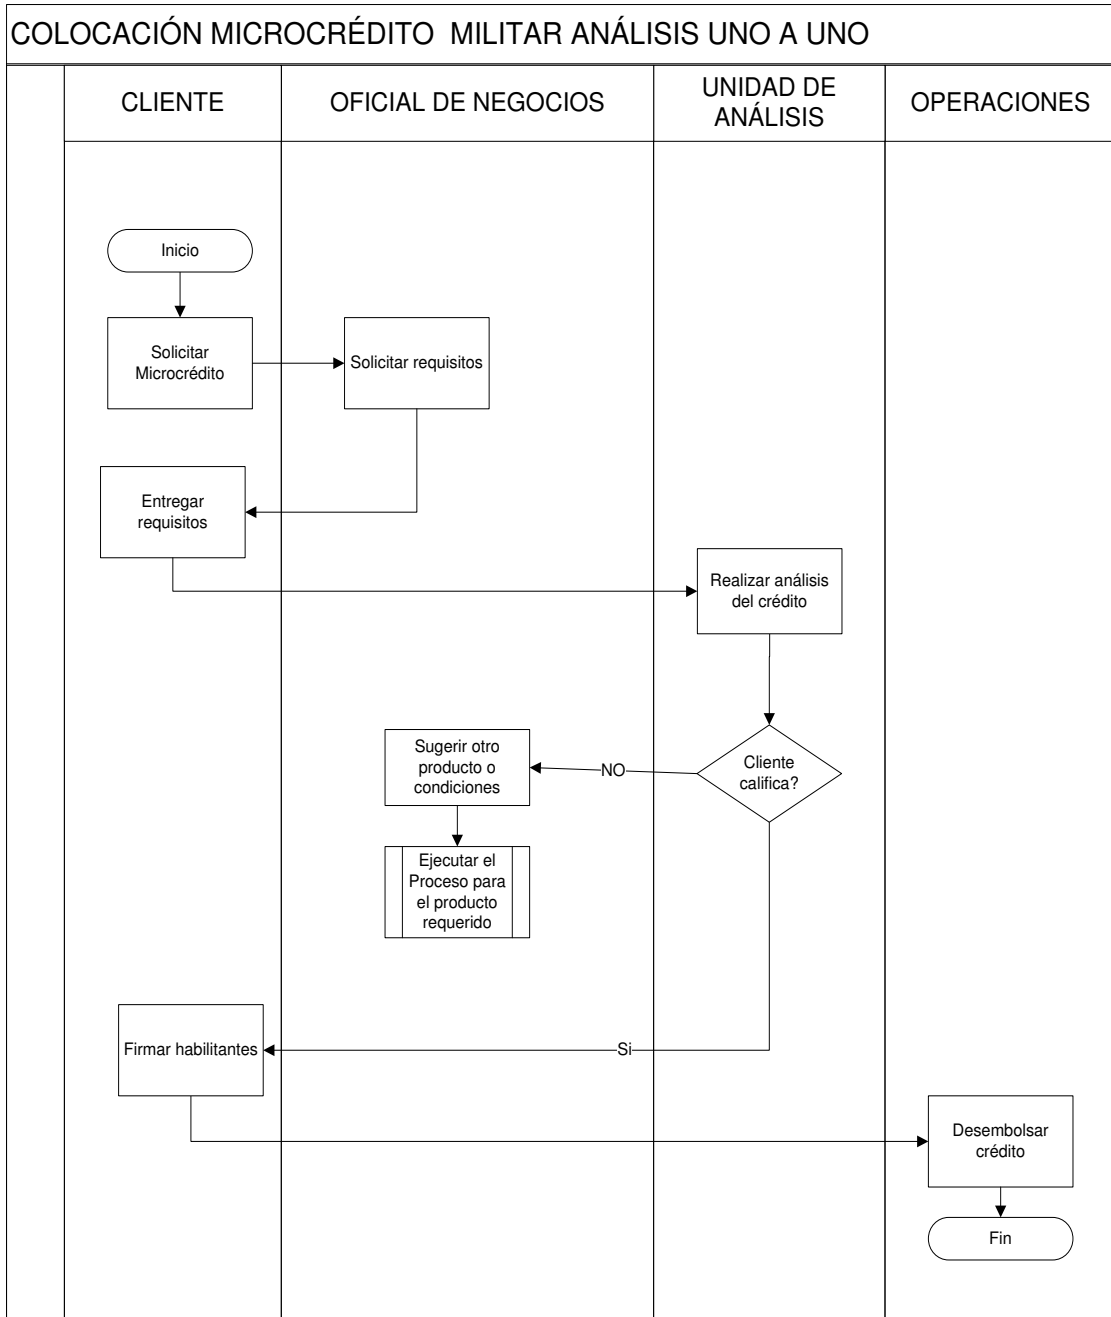 COLOCACIÓN MICROCRÉDITO MILITAR ANÁLISIS UNO A UNO
CLIENTE
OFICIAL DE NEGOCIOS
UNIDAD DE
ANÁLISIS
OPERACIONES
Inicio
Solicitar
Microcrédito
Solicitar requisitos
Entregar
requisitos
Realizar análisis
del crédito
Cliente
califica?
NO
Sugerir otro
producto o
condiciones
Ejecutar el
Proceso para
el producto
requerido
Si
Firmar habilitantes
Desembolsar
crédito
Fin